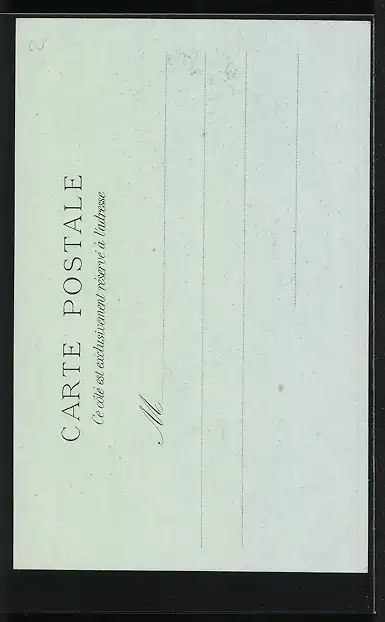 CARTE POSTALE
Ce côté est exclusivement réservé à l'adresse
M